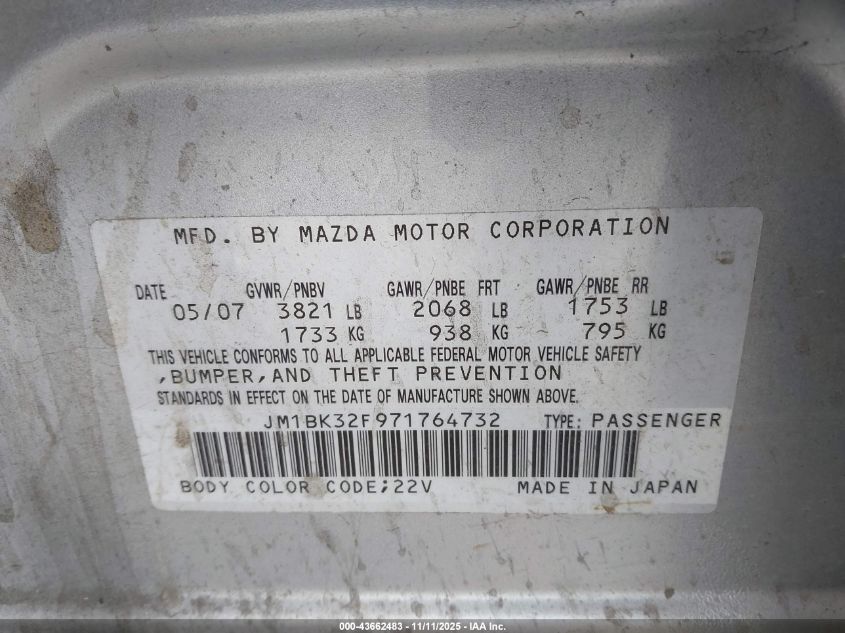 MFD. BY MAZDA MOTOR CORPORATION
DATE GVWR/PNBV GAWR/PNBE FRT GAWR/PNBE RR
05/07 3821 LB 2068 LB 1753 LB
1733 KG 938 KG 795 KG
THIS VEHICLE CONFORMS TO ALL APPLICABLE FEDERAL MOTOR VEHICLE SAFETY
,BUMPER,AND THEFT PREVENTION
STANDARDS IN EFFECT ON THE DATE OF MANUFACTURE SHOWN ABOVE.
JM1BK32F971764732 TYPE: PASSENGER
BODY COLOR CODE;22V MADE IN JAPAN
000-43662483 - 11/11/2025 - IAA Inc.